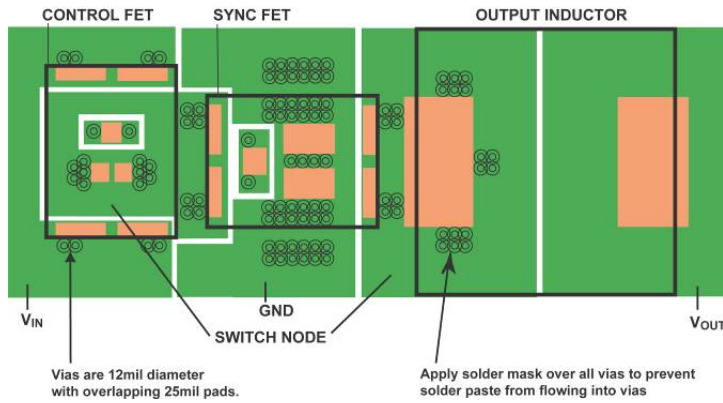 CONTROL FET
SYNC FET
OUTPUT INDUCTOR
VIN
GND
VOUT
SWITCH NODE
Vias are 12mil diameter
with overlapping 25mil pads.
Apply solder mask over all vias to prevent
solder paste from flowing into vias